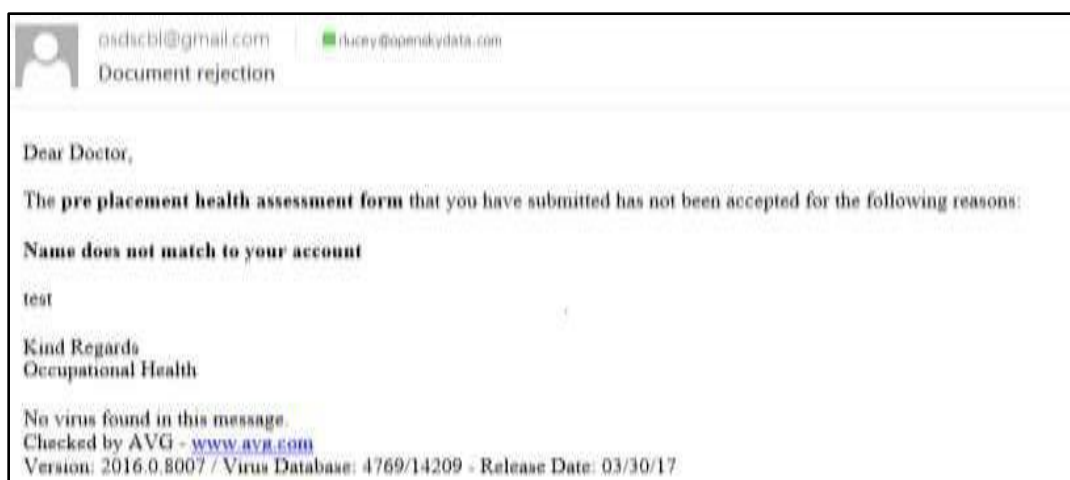 osdscbl@gmail.com rlucey@openskydata.com
Document rejection
Dear Doctor,
The pre placement health assessment form that you have submitted has not been accepted for the following reasons:
Name does not match to your account
test
Kind Regards
Occupational Health
No virus found in this message.
Checked by AVG - www.avg.com
Version: 2016.0.8007 / Virus Database: 4769/14209 - Release Date: 03/30/17